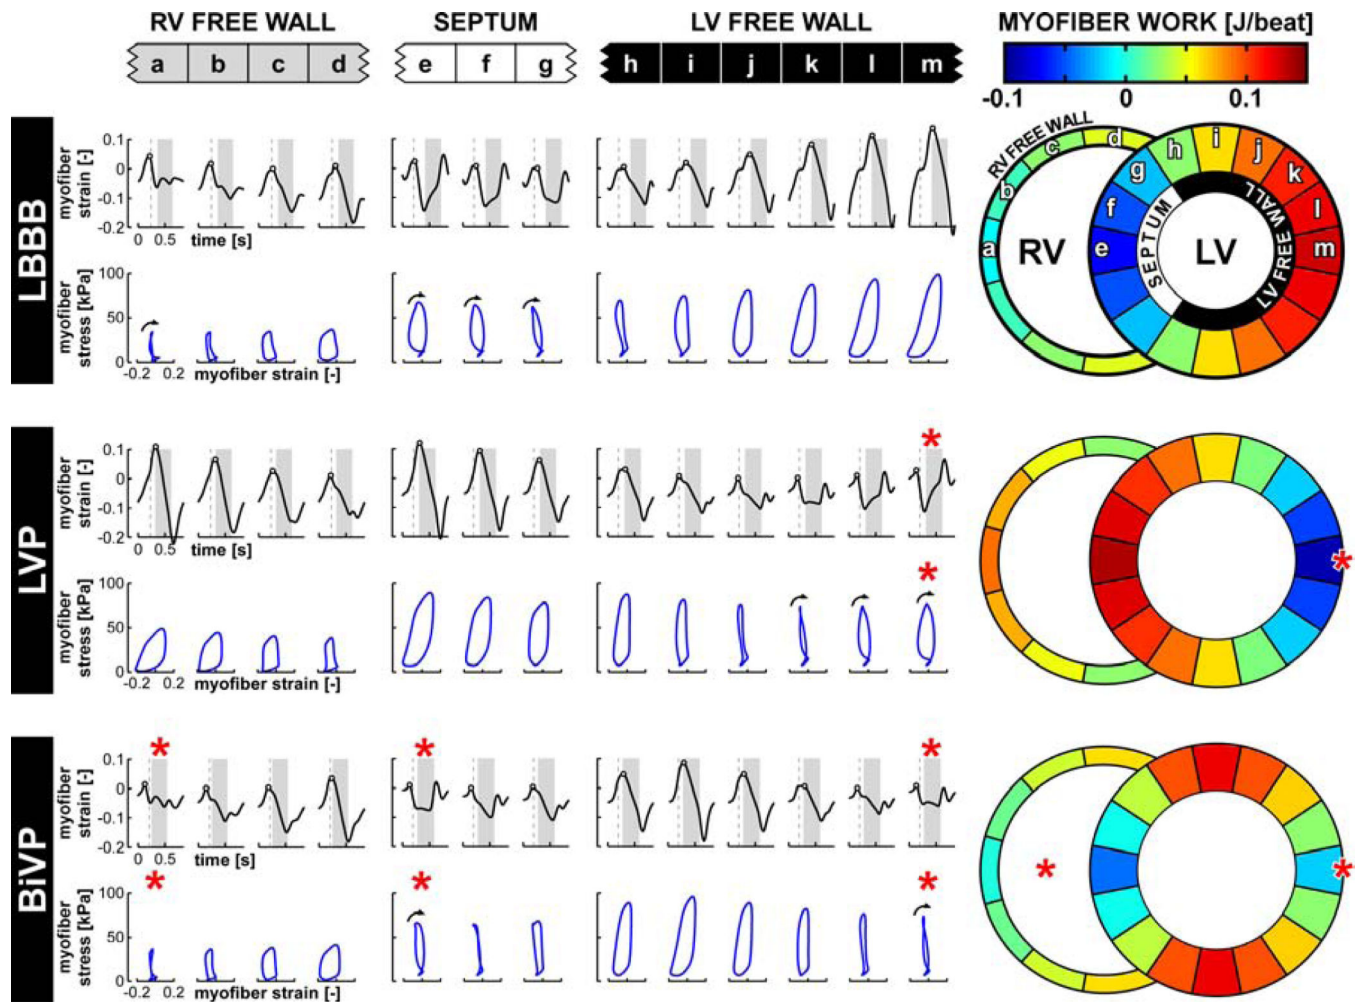 RV FREE WALL SEPTUM LV FREE WALL MYOFIBER WORK [J/beat]
a b c d e f g h i j k l m
-0.1 0 0.1
LBBB
myofiber strain [-]
0.1
0
-0.1
-0.2
0 0.5 time [s]
myofiber stress [kPa]
100
50
0
-0.2 0.2 myofiber strain [-]
RV FREE WALL
a b c d e f g h i j k l m
RV
SEPTUM
LV
LV FREE WALL
LVP
myofiber strain [-]
0.1
0
-0.1
-0.2
0 0.5 time [s]
*
myofiber stress [kPa]
100
50
0
-0.2 0.2 myofiber strain [-]
*
*
BiVP
myofiber strain [-]
0.1
0
-0.1
-0.2
0 0.5 time [s]
* * *
myofiber stress [kPa]
100
50
0
-0.2 0.2 myofiber strain [-]
* * *
* *